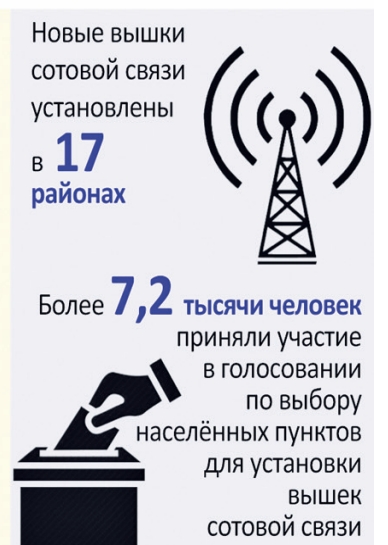 Новые вышки
сотовой связи
установлены
в 17
районах
Более 7,2 тысячи человек
приняли участие
в голосовании
по выбору
населённых пунктов
для установки
вышек
сотовой связи